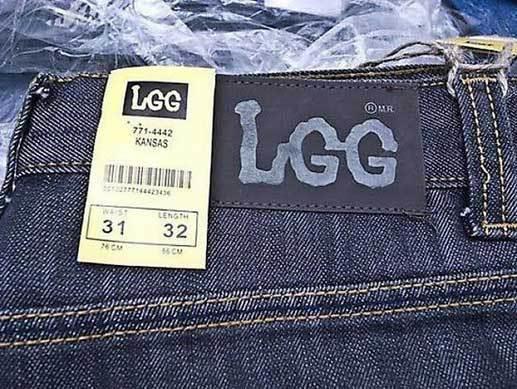 LGG
771-4442
KANSAS
WAIST LENGTH
31 32
76 CM
® M.R.
LGG